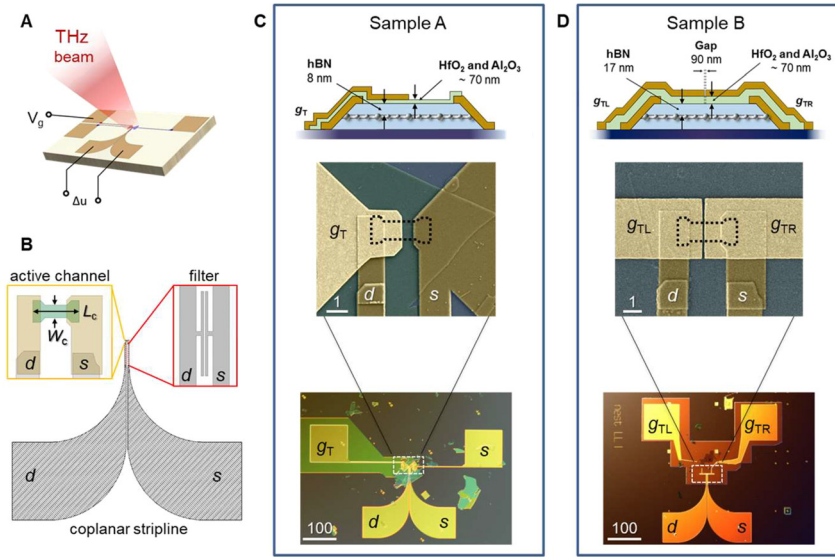 A
THz
beam
Vg
Δu
B
active channel
filter
Lc
Wc
d
s
d
s
d
s
coplanar stripline
C
Sample A
hBN
8 nm
HfO2 and Al2O3
~ 70 nm
gT
gT
d
s
1
gT
s
d
100
D
Sample B
Gap
90 nm
hBN
17 nm
HfO2 and Al2O3
~ 70 nm
gTL
gTR
gTL
gTR
d
s
1
nest LL1
gTL
gTR
d
s
100